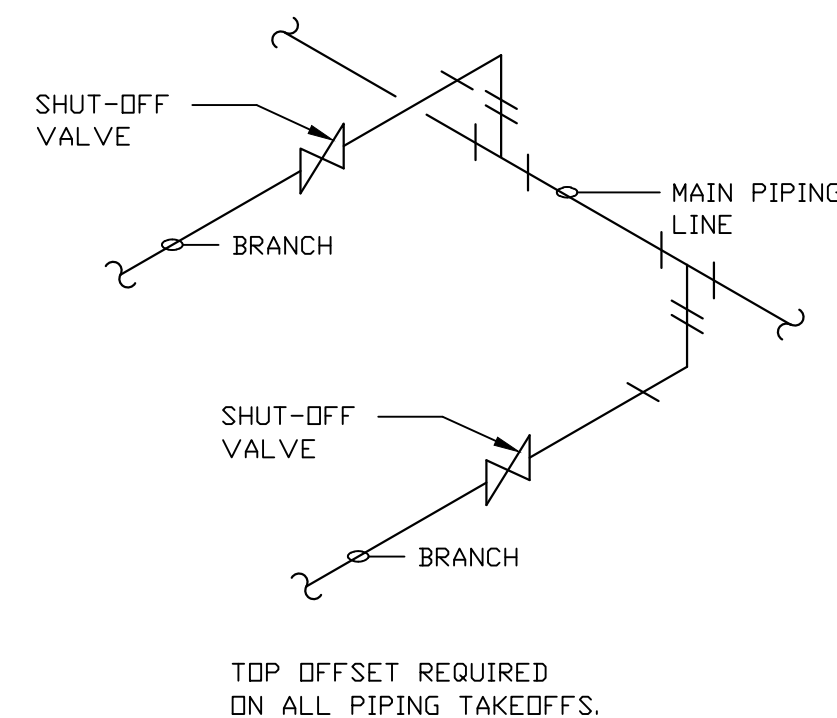 SHUT-OFF
VALVE
MAIN PIPING
LINE
BRANCH
SHUT-OFF
VALVE
BRANCH
TOP OFFSET REQUIRED
ON ALL PIPING TAKEOFFS.